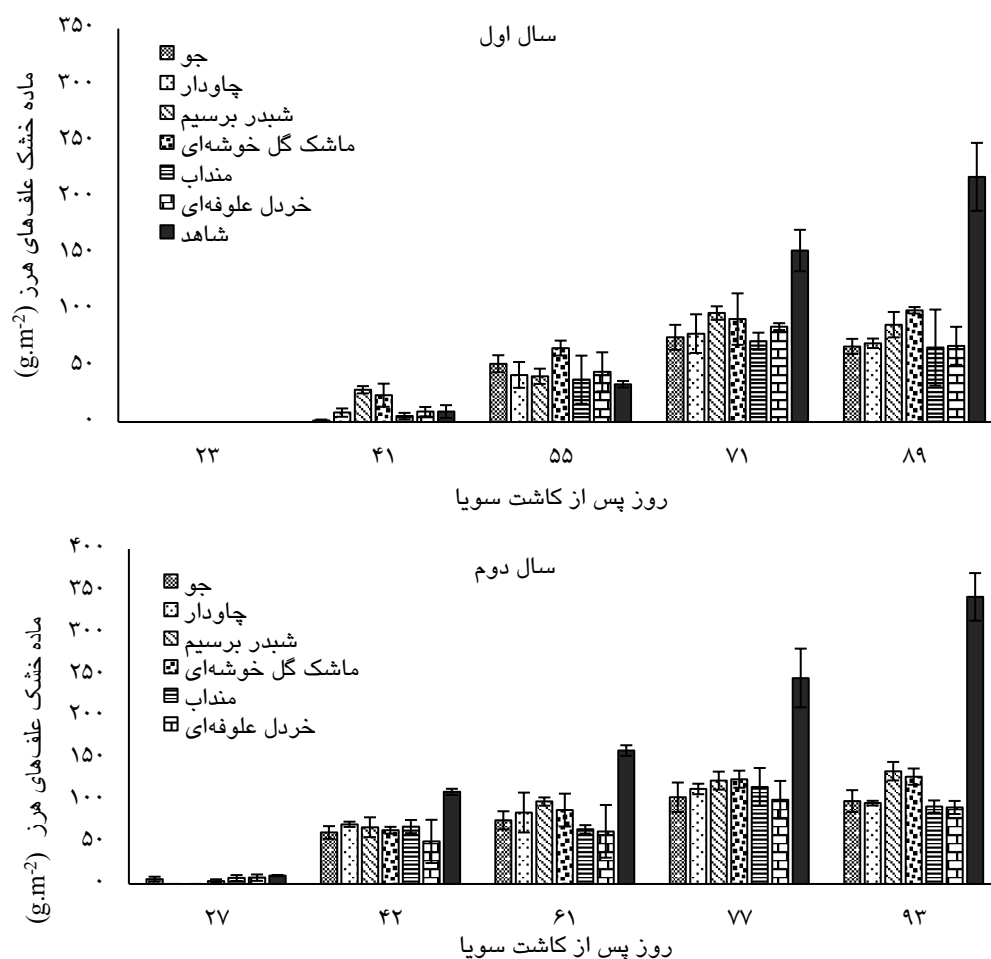 سال اول
۳۵۰
۳۰۰
۲۵۰
۲۰۰
۱۵۰
۱۰۰
۵۰
۰
ماده خشک علف‌های هرز (g.m-2)
جو
چاودار
شبدر برسیم
ماشک گل خوشه‌ای
منداب
خردل علوفه‌ای
شاهد
۲۳ ۴۱ ۵۵ ۷۱ ۸۹
روز پس از کاشت سویا
سال دوم
۴۰۰
۳۵۰
۳۰۰
۲۵۰
۲۰۰
۱۵۰
۱۰۰
۵۰
۰
ماده خشک علف‌های هرز (g.m-2)
جو
چاودار
شبدر برسیم
ماشک گل خوشه‌ای
منداب
خردل علوفه‌ای
۲۷ ۴۲ ۶۱ ۷۷ ۹۳
روز پس از کاشت سویا